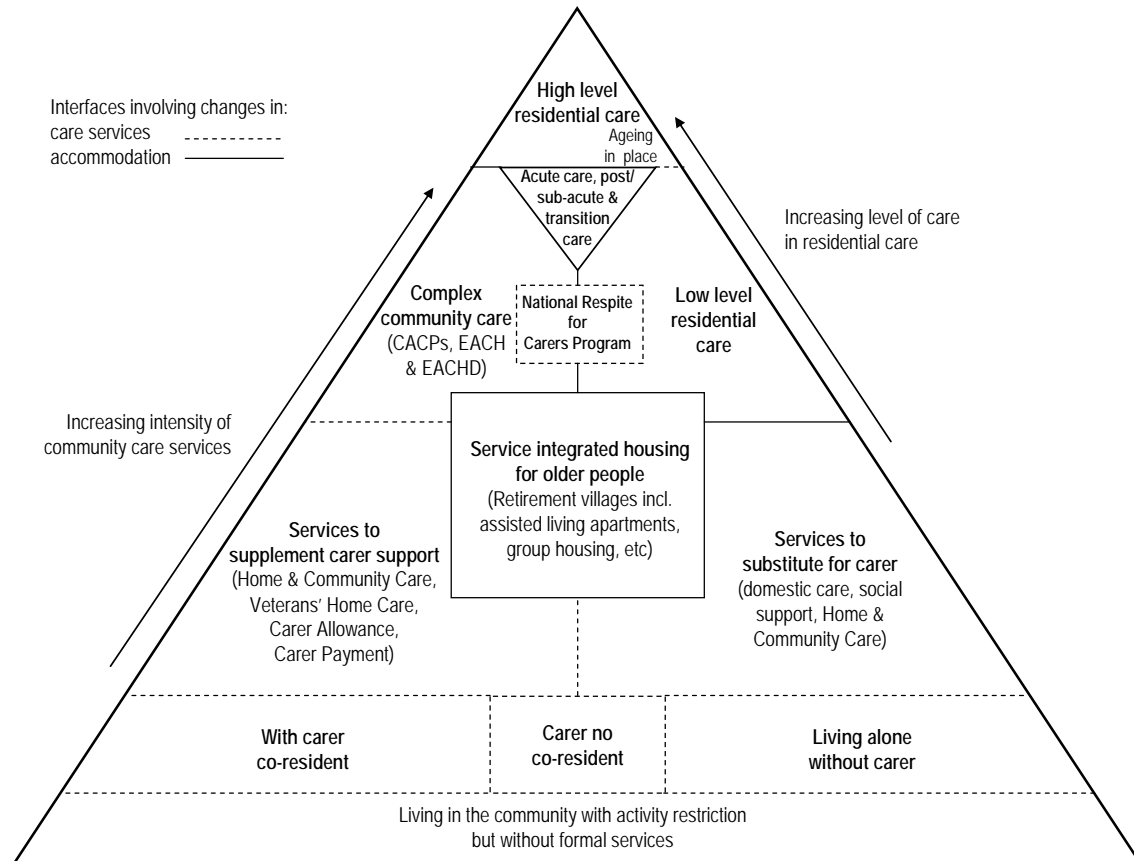 High level
residential care
Ageing
in place
Interfaces involving changes in:
care services
accommodation
Acute care, post/
sub-acute &
transition
care
Increasing level of care
in residential care
Complex
community care
(CACPs, EACH
& EACHD)
National Respite
for
Carers Program
Low level
residential
care
Increasing intensity of
community care services
Service integrated housing
for older people
(Retirement villages incl.
assisted living apartments,
group housing, etc)
Services to
supplement carer support
(Home & Community Care,
Veterans' Home Care,
Carer Allowance,
Carer Payment)
Services to
substitute for carer
(domestic care, social
support, Home &
Community Care)
With carer
co-resident
Carer no
co-resident
Living alone
without carer
Living in the community with activity restriction
but without formal services